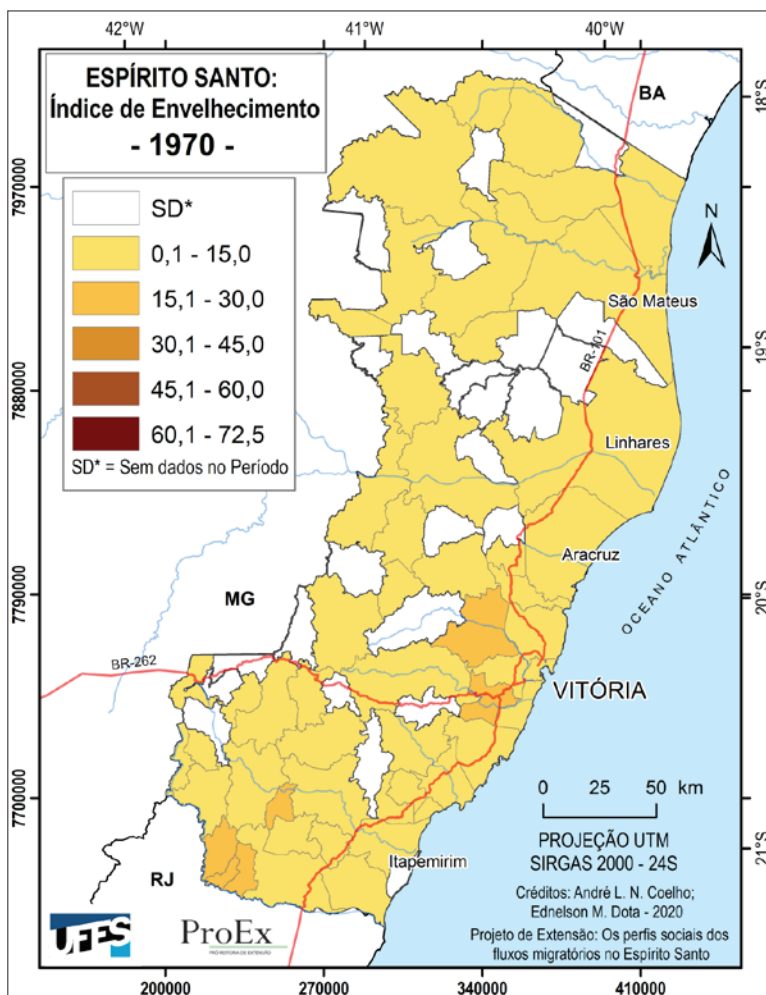 42°W 41°W 40°W
ESPÍRITO SANTO:
Índice de Envelhecimento
- 1970 -
SD*
0,1 - 15,0
15,1 - 30,0
30,1 - 45,0
45,1 - 60,0
60,1 - 72,5
SD* = Sem dados no Período
BA
18°S
7970000
N
São Mateus
19°S
BR-101
7880000
Linhares
OCEANO ATLÂNTICO
Aracruz
7790000
20°S
MG
BR-262
VITÓRIA
0 25 50 km
7700000
PROJEÇÃO UTM
SIRGAS 2000 - 24S
21°S
Itapemirim
RJ
Créditos: André L. N. Coelho;
Ednelson M. Dota - 2020
Projeto de Extensão: Os perfis sociais dos
fluxos migratórios no Espírito Santo
UFES
ProEx
PRÓ-REITORIA DE EXTENSÃO
200000 270000 340000 410000